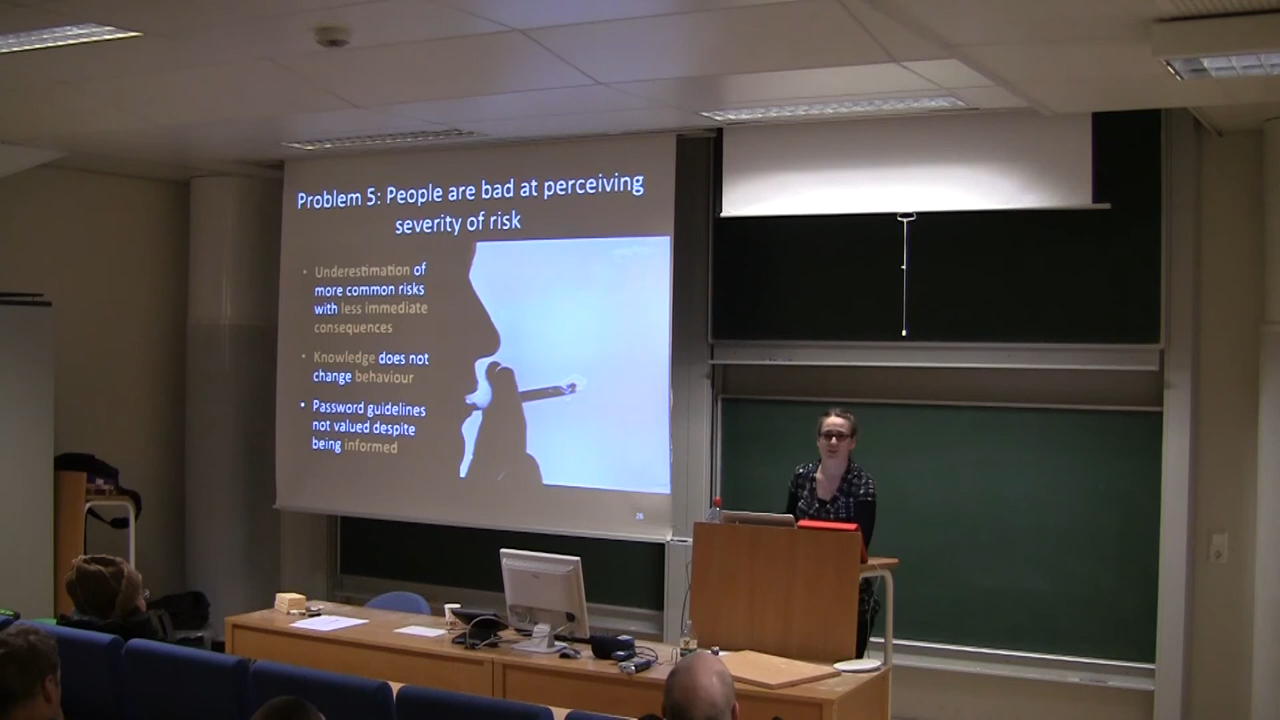 Problem 5: People are bad at perceiving
severity of risk
• Underestimation of
more common risks
with less immediate
consequences
• Knowledge does not
change behaviour
• Password guidelines
not valued despite
being informed
26